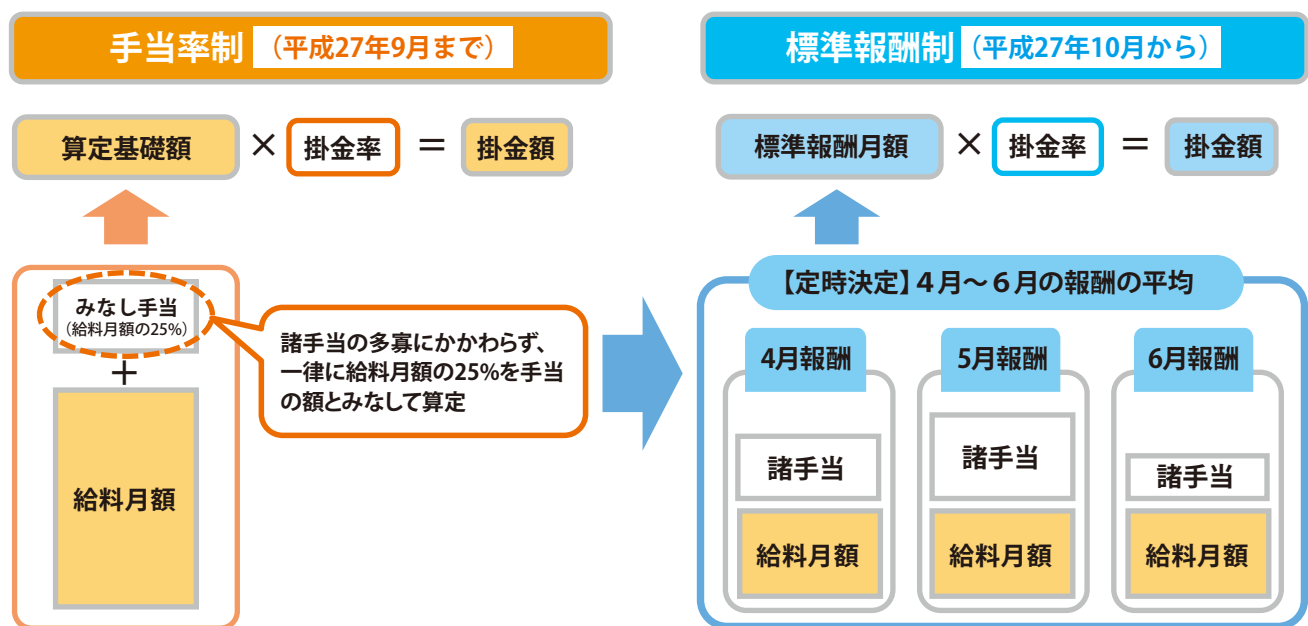 手当率制 （平成27年9月まで）
算定基礎額 × 掛金率 ＝ 掛金額
みなし手当
（給料月額の25%）
＋
給料月額
諸手当の多寡にかかわらず、
一律に給料月額の25%を手当
の額とみなして算定
標準報酬制 （平成27年10月から）
標準報酬月額 × 掛金率 ＝ 掛金額
【定時決定】４月～６月の報酬の平均
4月報酬
諸手当
給料月額
5月報酬
諸手当
給料月額
6月報酬
諸手当
給料月額